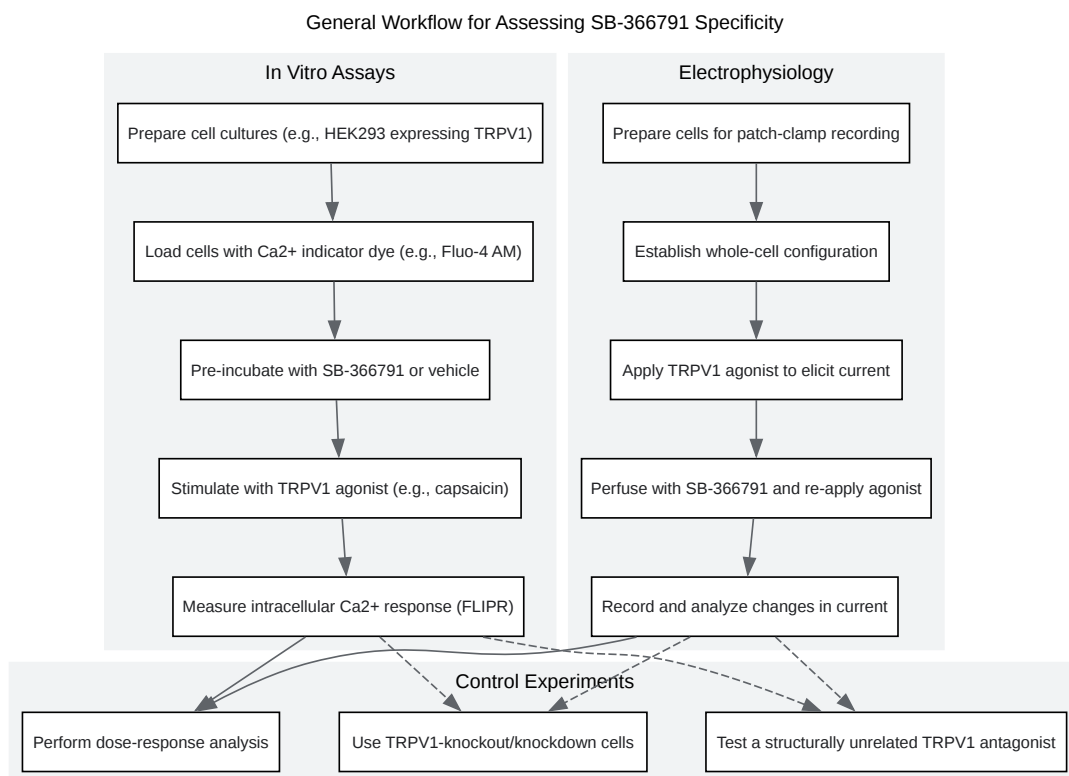 General Workflow for Assessing SB-366791 Specificity
In Vitro Assays
Prepare cell cultures (e.g., HEK293 expressing TRPV1)
Load cells with Ca2+ indicator dye (e.g., Fluo-4 AM)
Pre-incubate with SB-366791 or vehicle
Stimulate with TRPV1 agonist (e.g., capsaicin)
Measure intracellular Ca2+ response (FLIPR)
Electrophysiology
Prepare cells for patch-clamp recording
Establish whole-cell configuration
Apply TRPV1 agonist to elicit current
Perfuse with SB-366791 and re-apply agonist
Record and analyze changes in current
Control Experiments
Perform dose-response analysis
Use TRPV1-knockout/knockdown cells
Test a structurally unrelated TRPV1 antagonist